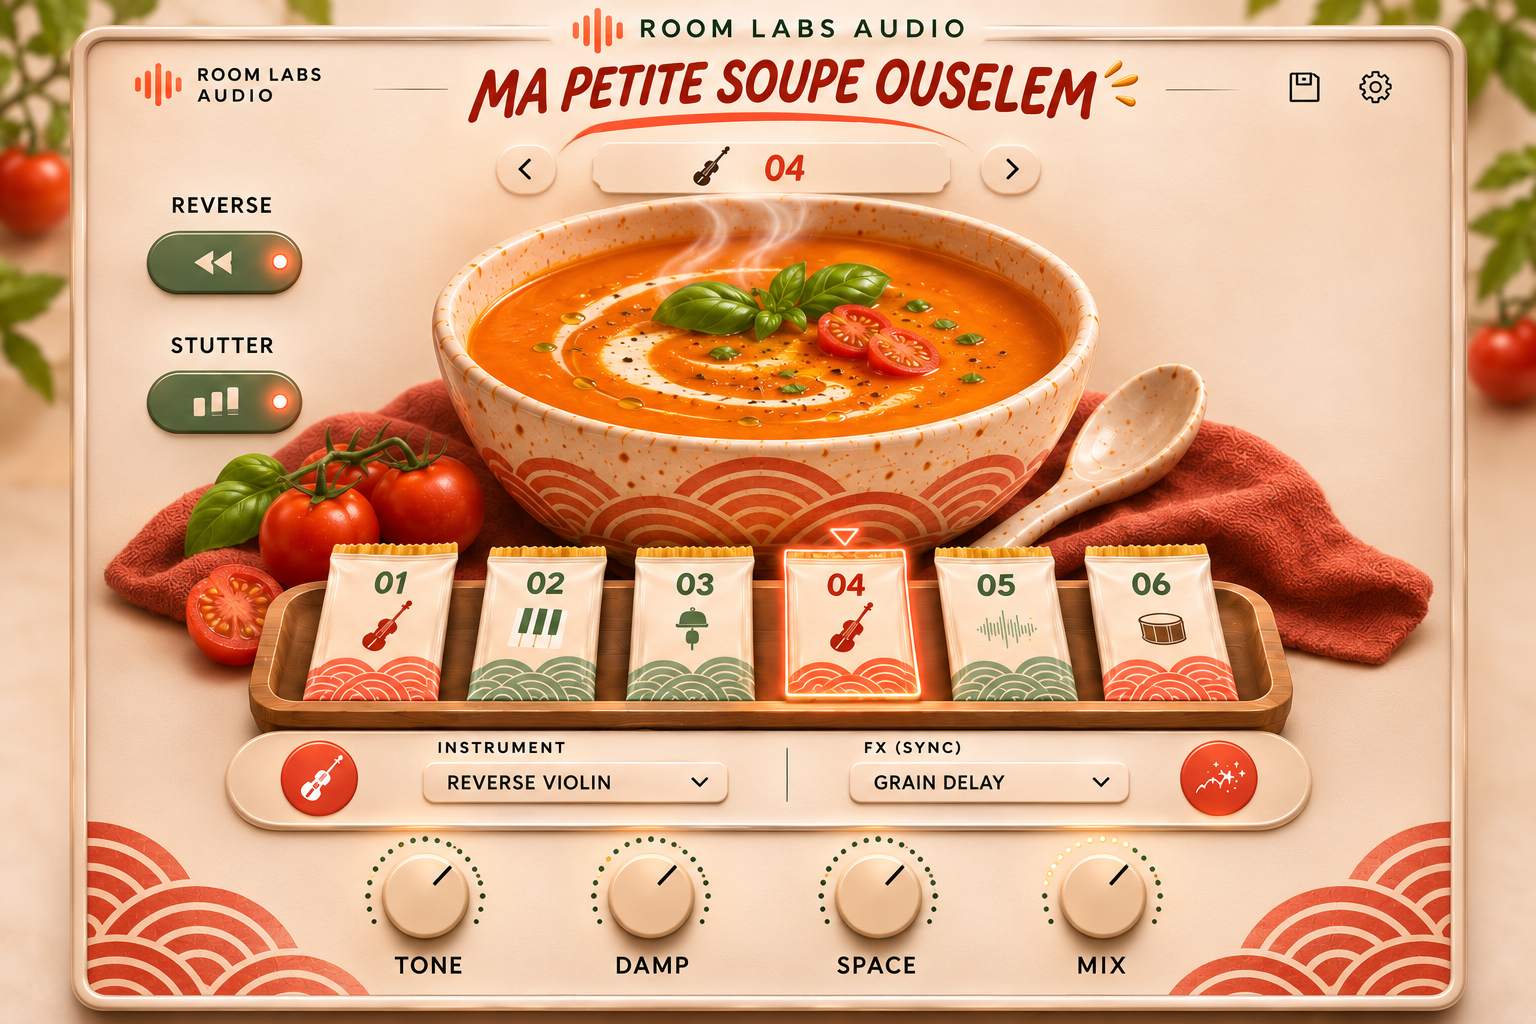 ROOM LABS AUDIO
ROOM LABS
AUDIO
MA PETITE SOUPE OUSELEM
04
REVERSE
STUTTER
01
02
03
04
05
06
INSTRUMENT
REVERSE VIOLIN
FX (SYNC)
GRAIN DELAY
TONE
DAMP
SPACE
MIX